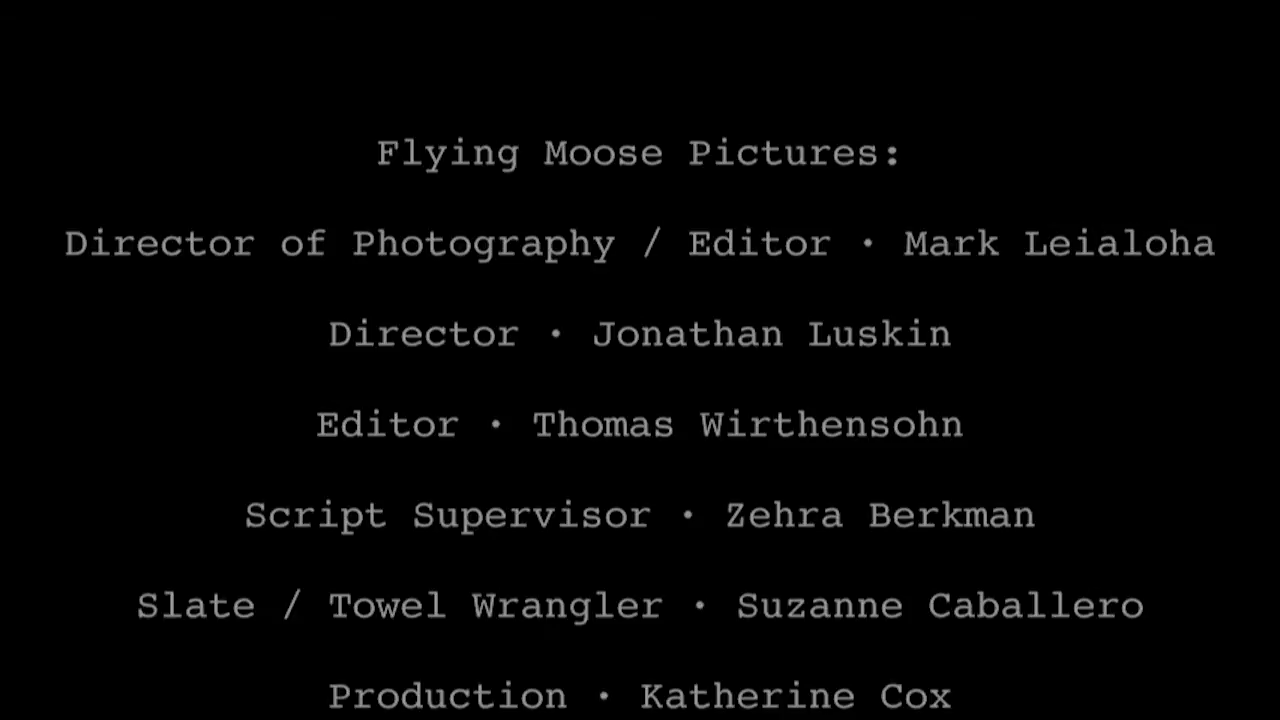 Flying Moose Pictures:
Director of Photography / Editor · Mark Leialoha
Director · Jonathan Luskin
Editor · Thomas Wirthensohn
Script Supervisor · Zehra Berkman
Slate / Towel Wrangler · Suzanne Caballero
Production · Katherine Cox